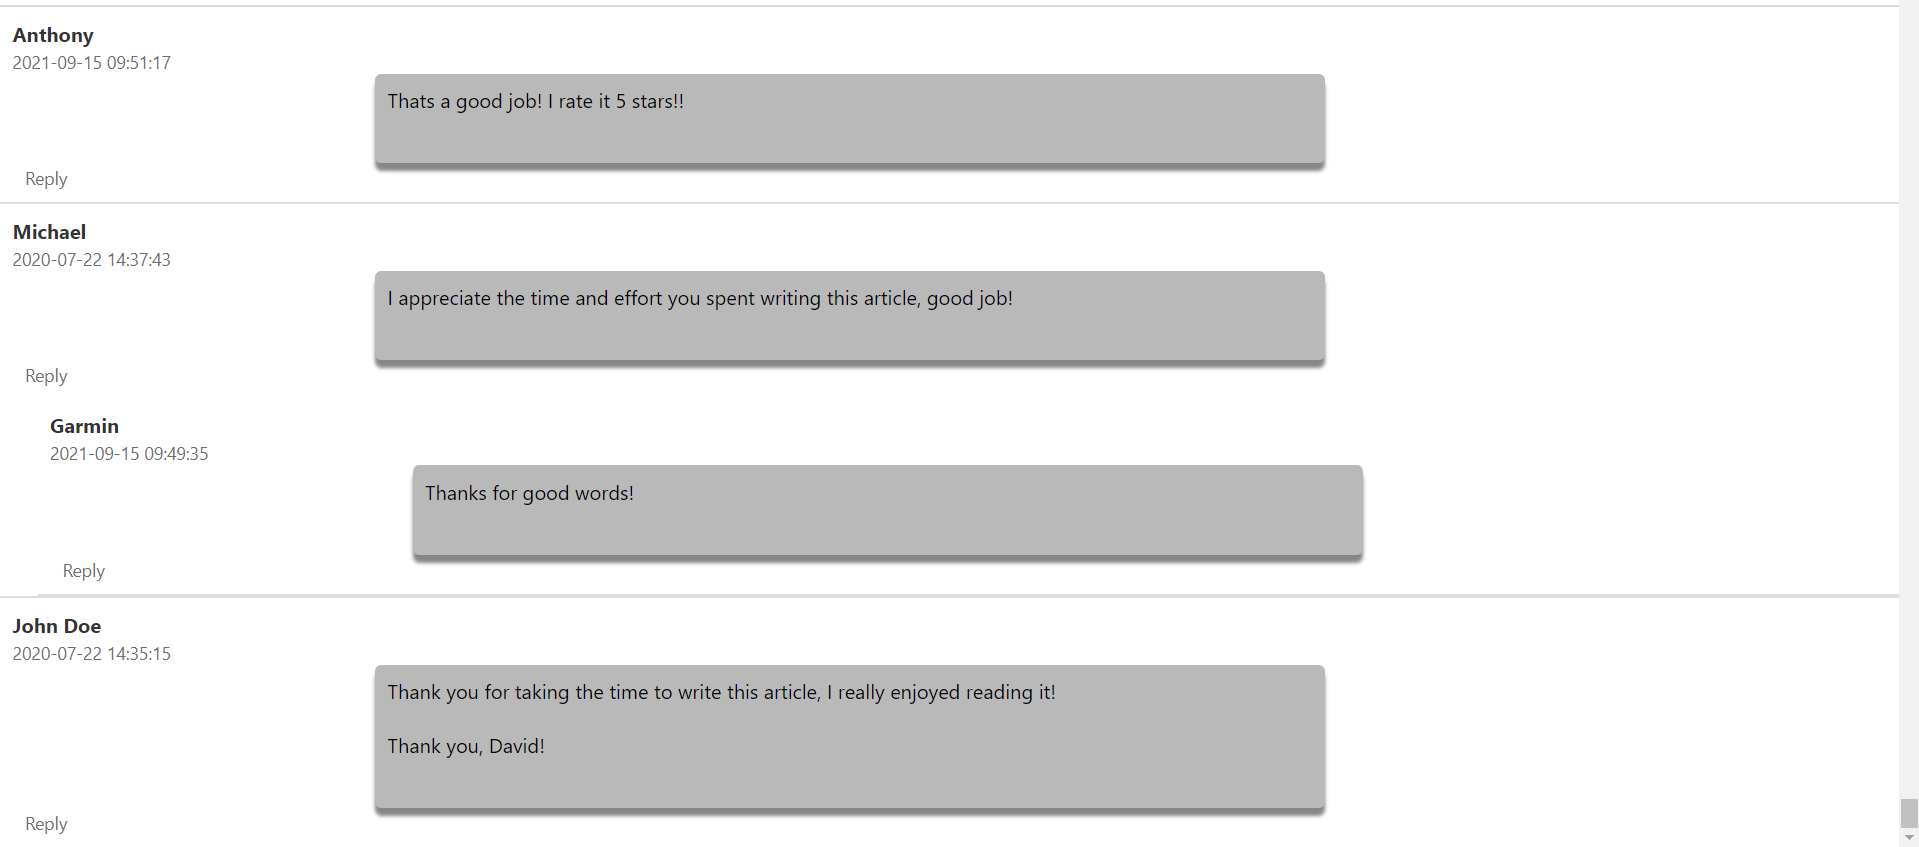 Anthony
2021-09-15 09:51:17
Thats a good job! I rate it 5 stars!!
Reply
Michael
2020-07-22 14:37:43
I appreciate the time and effort you spent writing this article, good job!
Reply
Garmin
2021-09-15 09:49:35
Thanks for good words!
Reply
John Doe
2020-07-22 14:35:15
Thank you for taking the time to write this article, I really enjoyed reading it!
Thank you, David!
Reply